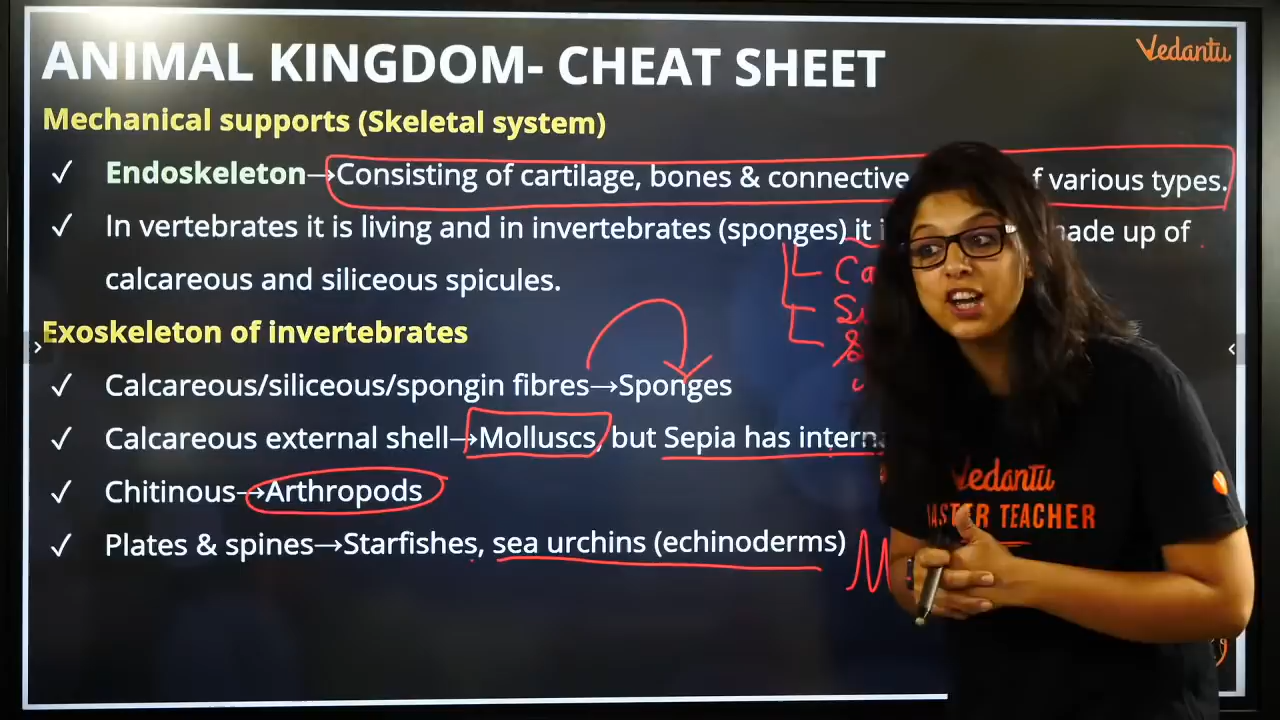 ANIMAL KINGDOM- CHEAT SHEET
Vedantu
Mechanical supports (Skeletal system)
✓ Endoskeleton→Consisting of cartilage, bones & connective f various types.
✓ In vertebrates it is living and in invertebrates (sponges) it made up of
calcareous and siliceous spicules.
Exoskeleton of invertebrates
✓ Calcareous/siliceous/spongin fibres→Sponges
✓ Calcareous external shell→Molluscs, but Sepia has
✓ Chitinous→Arthropods
✓ Plates & spines→Starfishes, sea urchins (echinoderms)
Vedantu
MASTER TEACHER